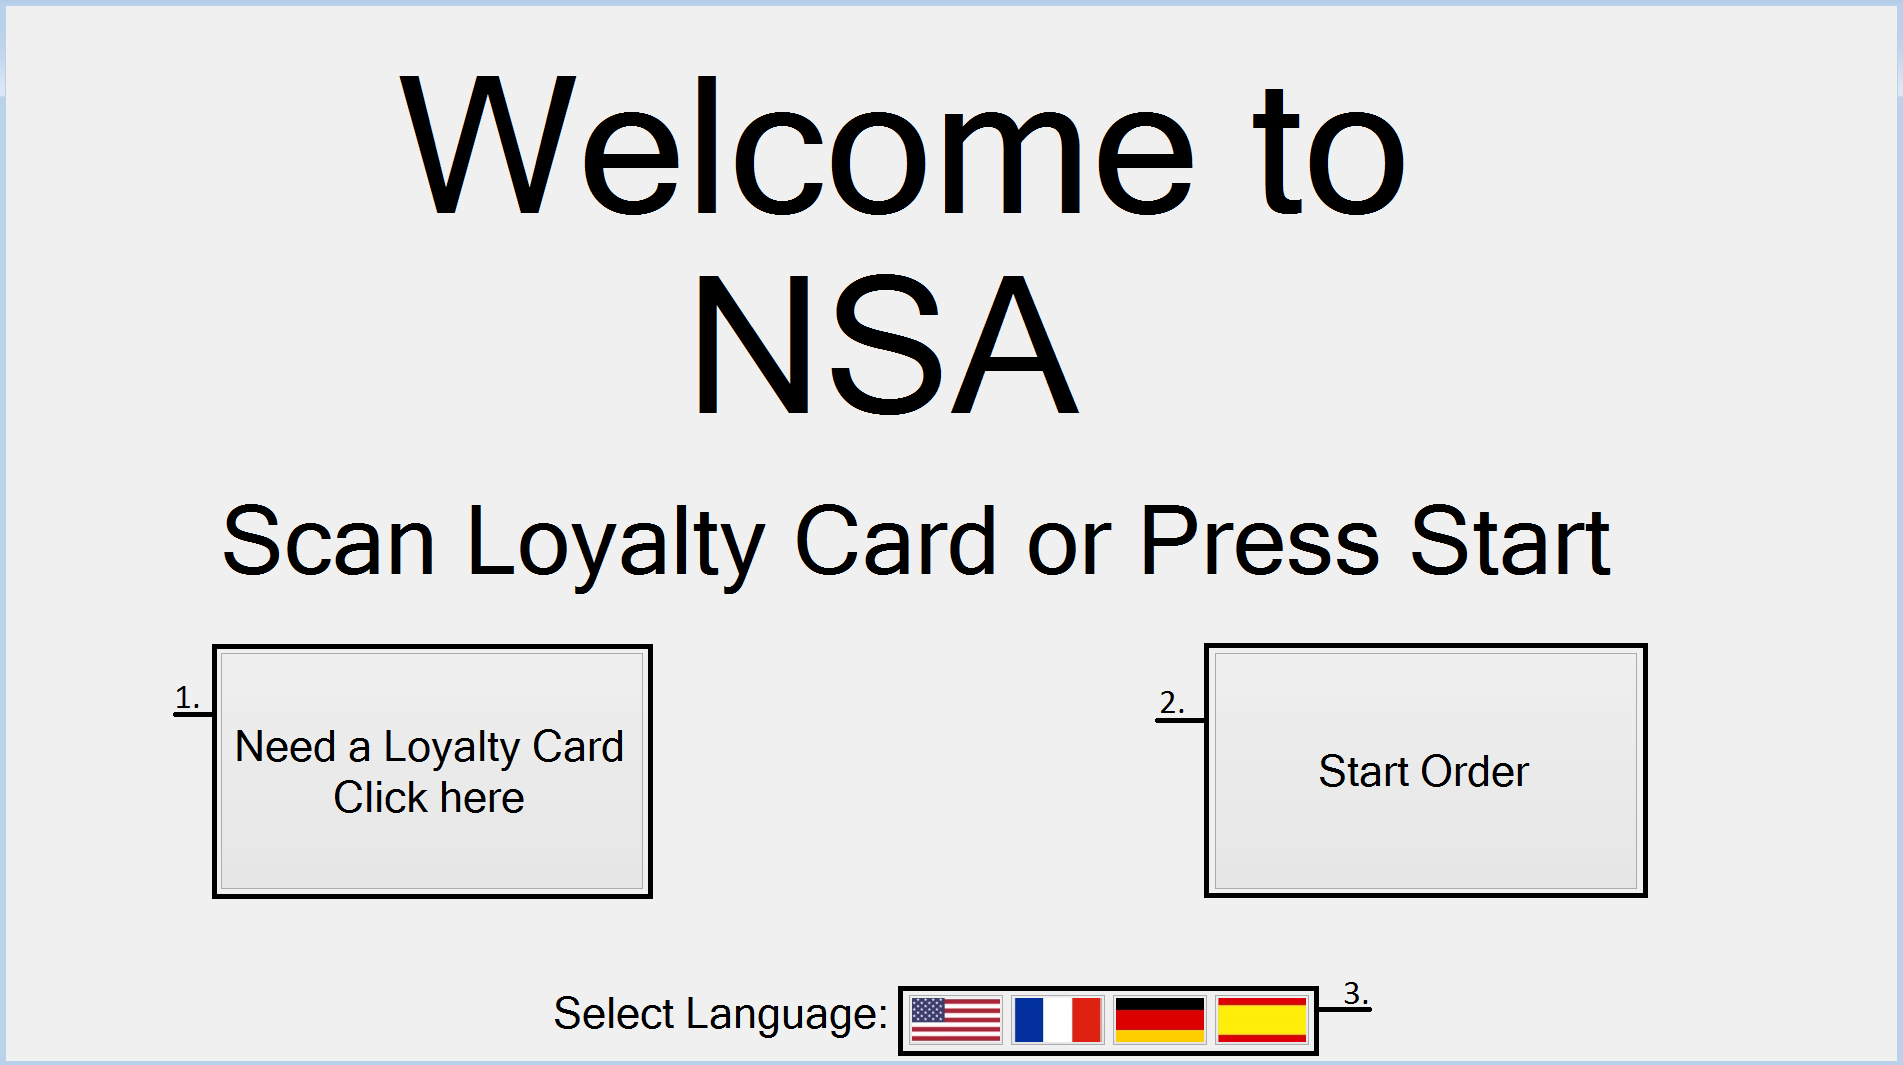 Welcome to
NSA
Scan Loyalty Card or Press Start
1.
Need a Loyalty Card
Click here
2.
Start Order
Select Language:
3.